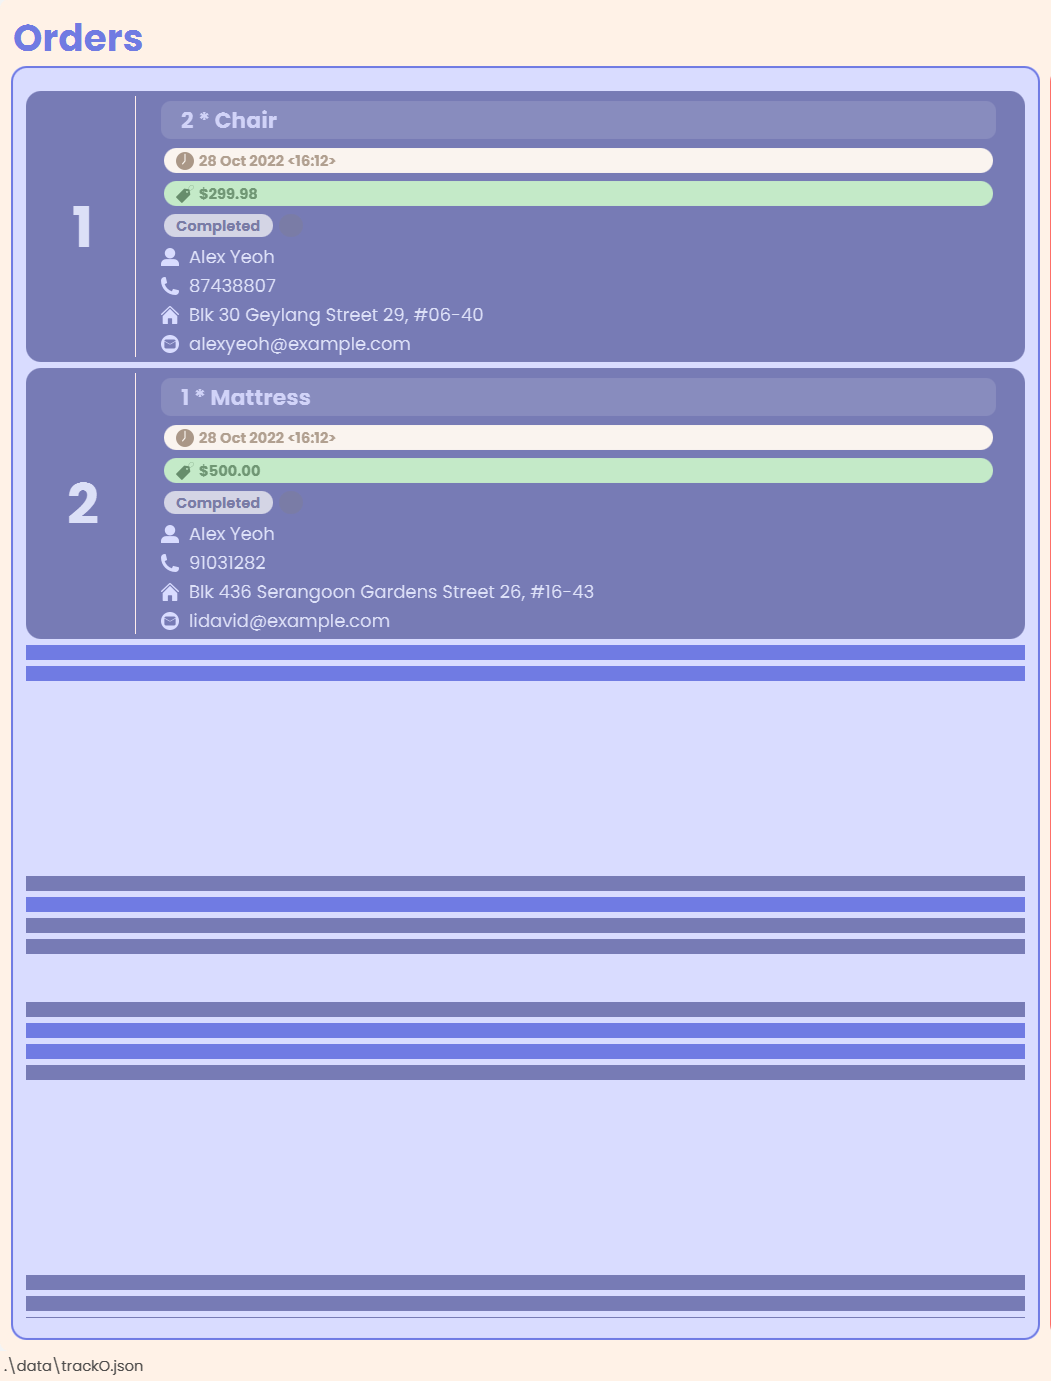 Orders
1
2 * Chair
28 Oct 2022 <16:12>
$299.98
Completed
Alex Yeoh
87438807
Blk 30 Geylang Street 29, #06-40
alexyeoh@example.com
2
1 * Mattress
28 Oct 2022 <16:12>
$500.00
Completed
Alex Yeoh
91031282
Blk 436 Serangoon Gardens Street 26, #16-43
lidavid@example.com
.\data\trackO.json